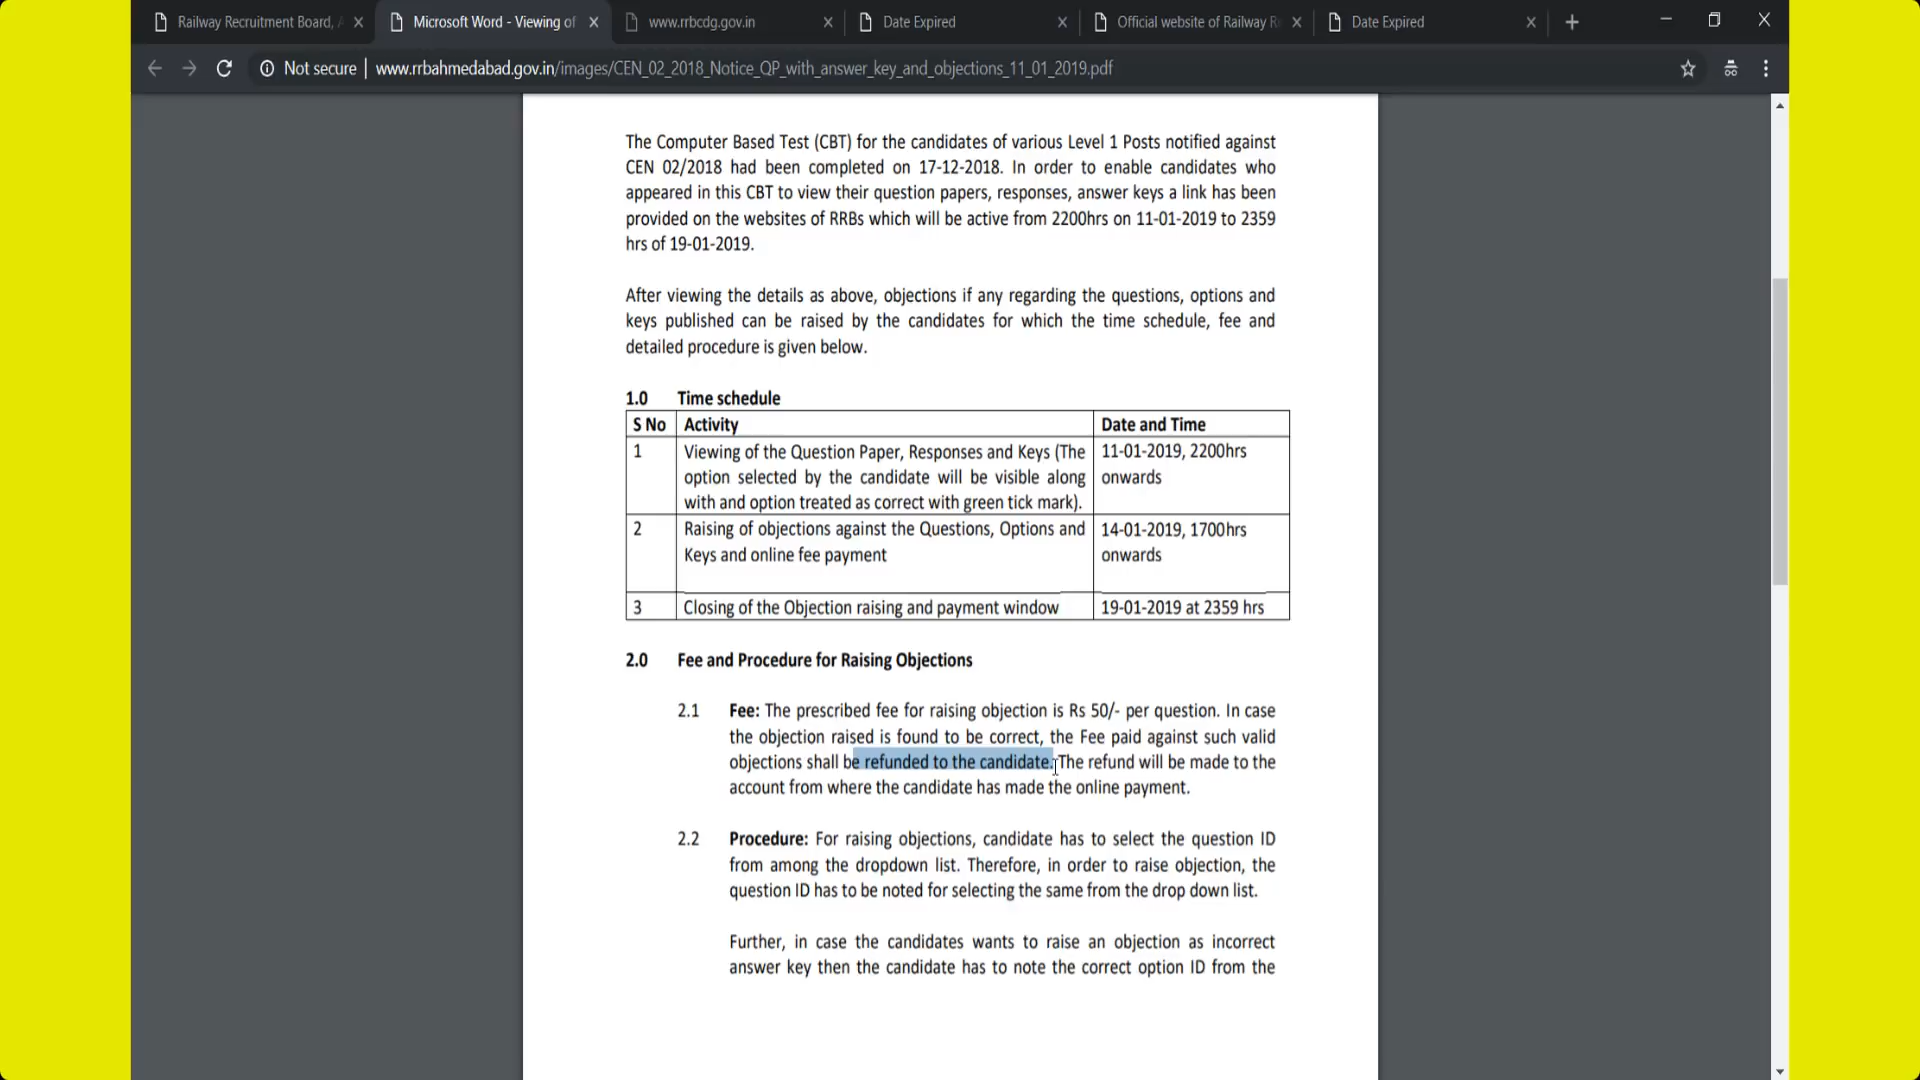 Railway Recruitment Board, A
Microsoft Word - Viewing of
www.rrbcdg.gov.in
Date Expired
Official website of Railway R
Date Expired
Not secure | www.rrbahmedabad.gov.in/images/CEN_02_2018_Notice_QP_with_answer_key_and_objections_11_01_2019.pdf
The Computer Based Test (CBT) for the candidates of various Level 1 Posts notified against
CEN 02/2018 had been completed on 17-12-2018. In order to enable candidates who
appeared in this CBT to view their question papers, responses, answer keys a link has been
provided on the websites of RRBs which will be active from 2200hrs on 11-01-2019 to 2359
hrs of 19-01-2019.
After viewing the details as above, objections if any regarding the questions, options and
keys published can be raised by the candidates for which the time schedule, fee and
detailed procedure is given below.
1.0 Time schedule
S No Activity Date and Time
1 Viewing of the Question Paper, Responses and Keys (The 11-01-2019, 2200hrs
option selected by the candidate will be visible along onwards
with and option treated as correct with green tick mark).
2 Raising of objections against the Questions, Options and 14-01-2019, 1700hrs
Keys and online fee payment onwards
3 Closing of the Objection raising and payment window 19-01-2019 at 2359 hrs
2.0 Fee and Procedure for Raising Objections
2.1 Fee: The prescribed fee for raising objection is Rs 50/- per question. In case
the objection raised is found to be correct, the Fee paid against such valid
objections shall be refunded to the candidate. The refund will be made to the
account from where the candidate has made the online payment.
2.2 Procedure: For raising objections, candidate has to select the question ID
from among the dropdown list. Therefore, in order to raise objection, the
question ID has to be noted for selecting the same from the drop down list.
Further, in case the candidates wants to raise an objection as incorrect
answer key then the candidate has to note the correct option ID from the